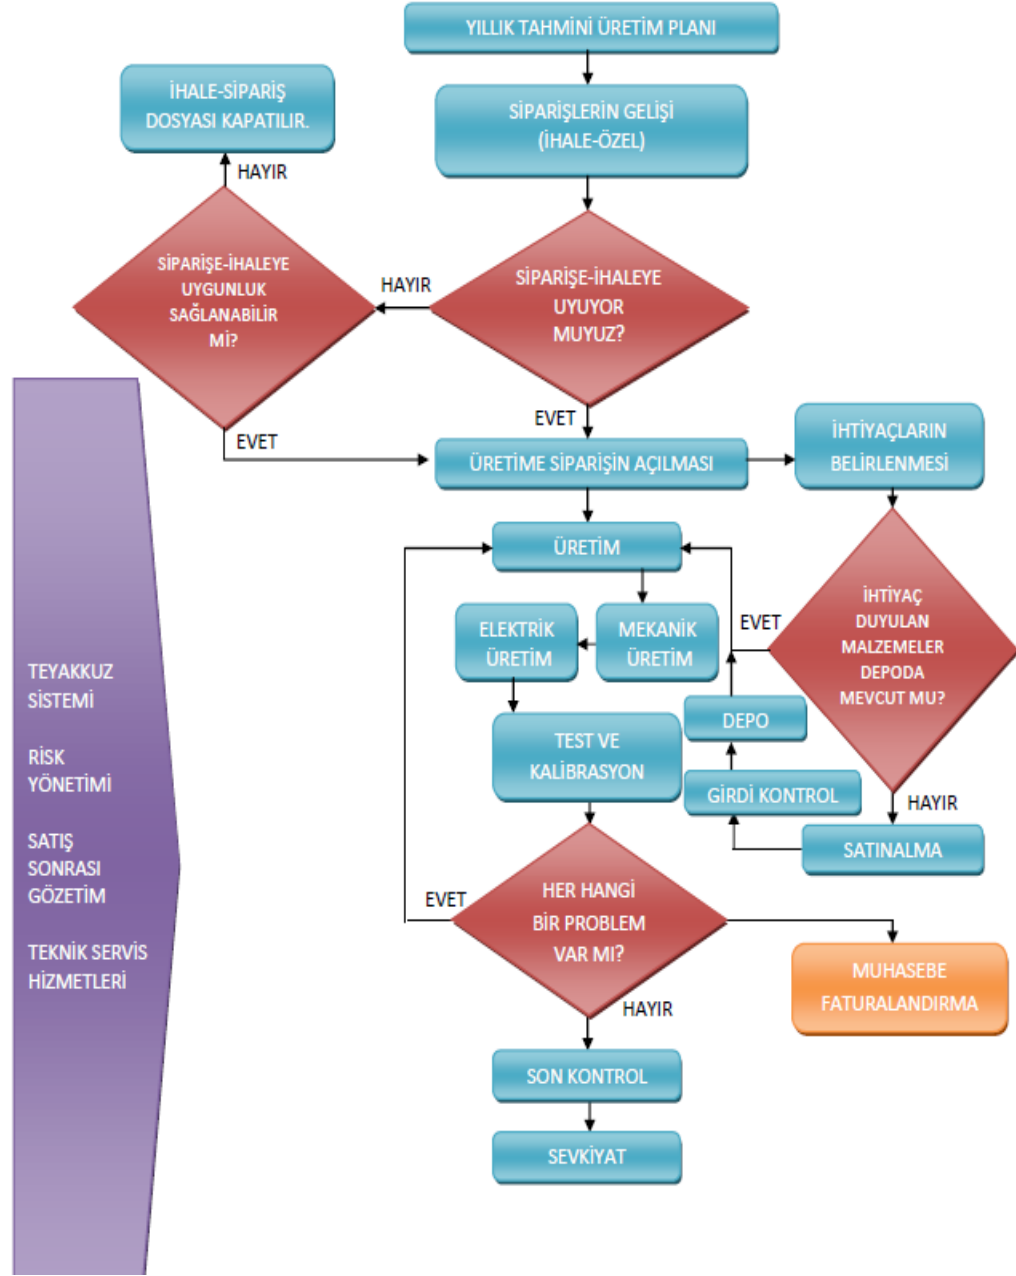 YILLIK TAHMİNİ ÜRETİM PLANI
İHALE-SİPARİŞ
DOSYASI KAPATILIR.
SİPARİŞLERİN GELİŞİ
(İHALE-ÖZEL)
HAYIR
SİPARİŞE-İHALEYE
UYGUNLUK
SAĞLANABİLİR
Mİ?
HAYIR
SİPARİŞE-İHALEYE
UYUYOR
MUYUZ?
EVET
EVET
ÜRETİME SİPARİŞİN AÇILMASI
İHTİYAÇLARIN
BELİRLENMESİ
ÜRETİM
İHTİYAÇ
DUYULAN
MALZEMELER
DEPODA
MEVCUT MU?
EVET
ELEKTRİK
ÜRETİM
MEKANİK
ÜRETİM
DEPO
TEST VE
KALİBRASYON
GİRDİ KONTROL
HAYIR
SATINALMA
EVET
HER HANGİ
BİR PROBLEM
VAR MI?
HAYIR
MUHASEBE
FATURALANDIRMA
SON KONTROL
SEVKİYAT
TEYAKKUZ
SİSTEMİ
RİSK
YÖNETİMİ
SATIŞ
SONRASI
GÖZETİM
TEKNİK SERVİS
HİZMETLERİ